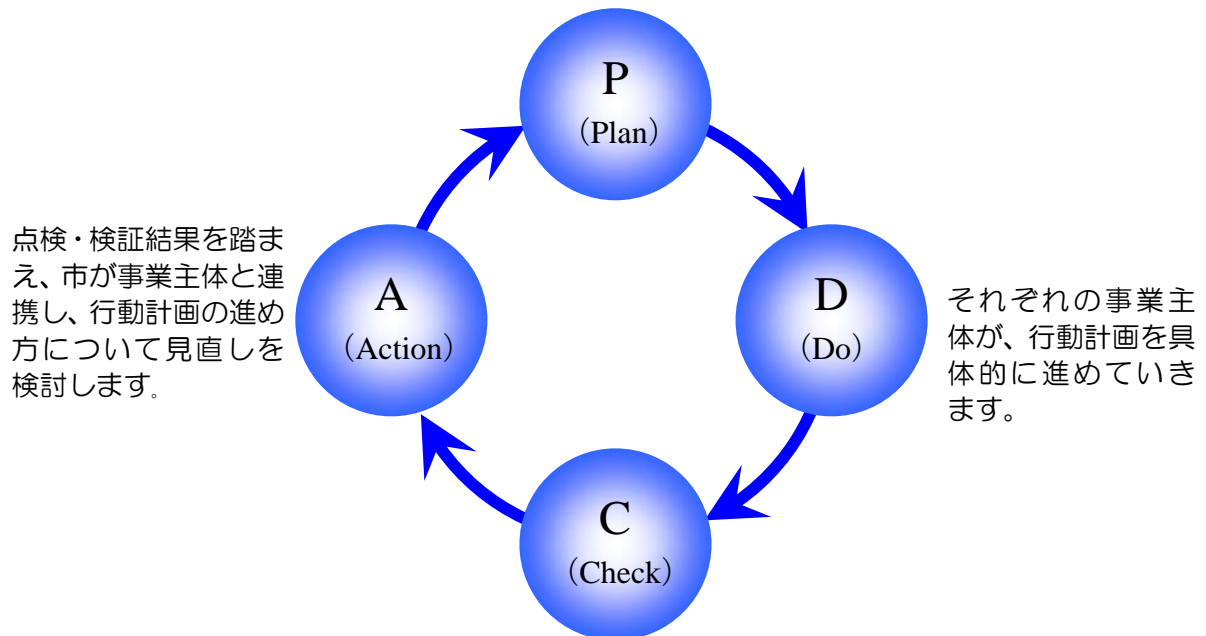 P
（Plan）
点検・検証結果を踏ま
え、市が事業主体と連
携し、行動計画の進め
方について見直しを
検討します。
A
（Action）
D
（Do）
それぞれの事業主
体が、行動計画を具
体的に進めていき
ます。
C
（Check）